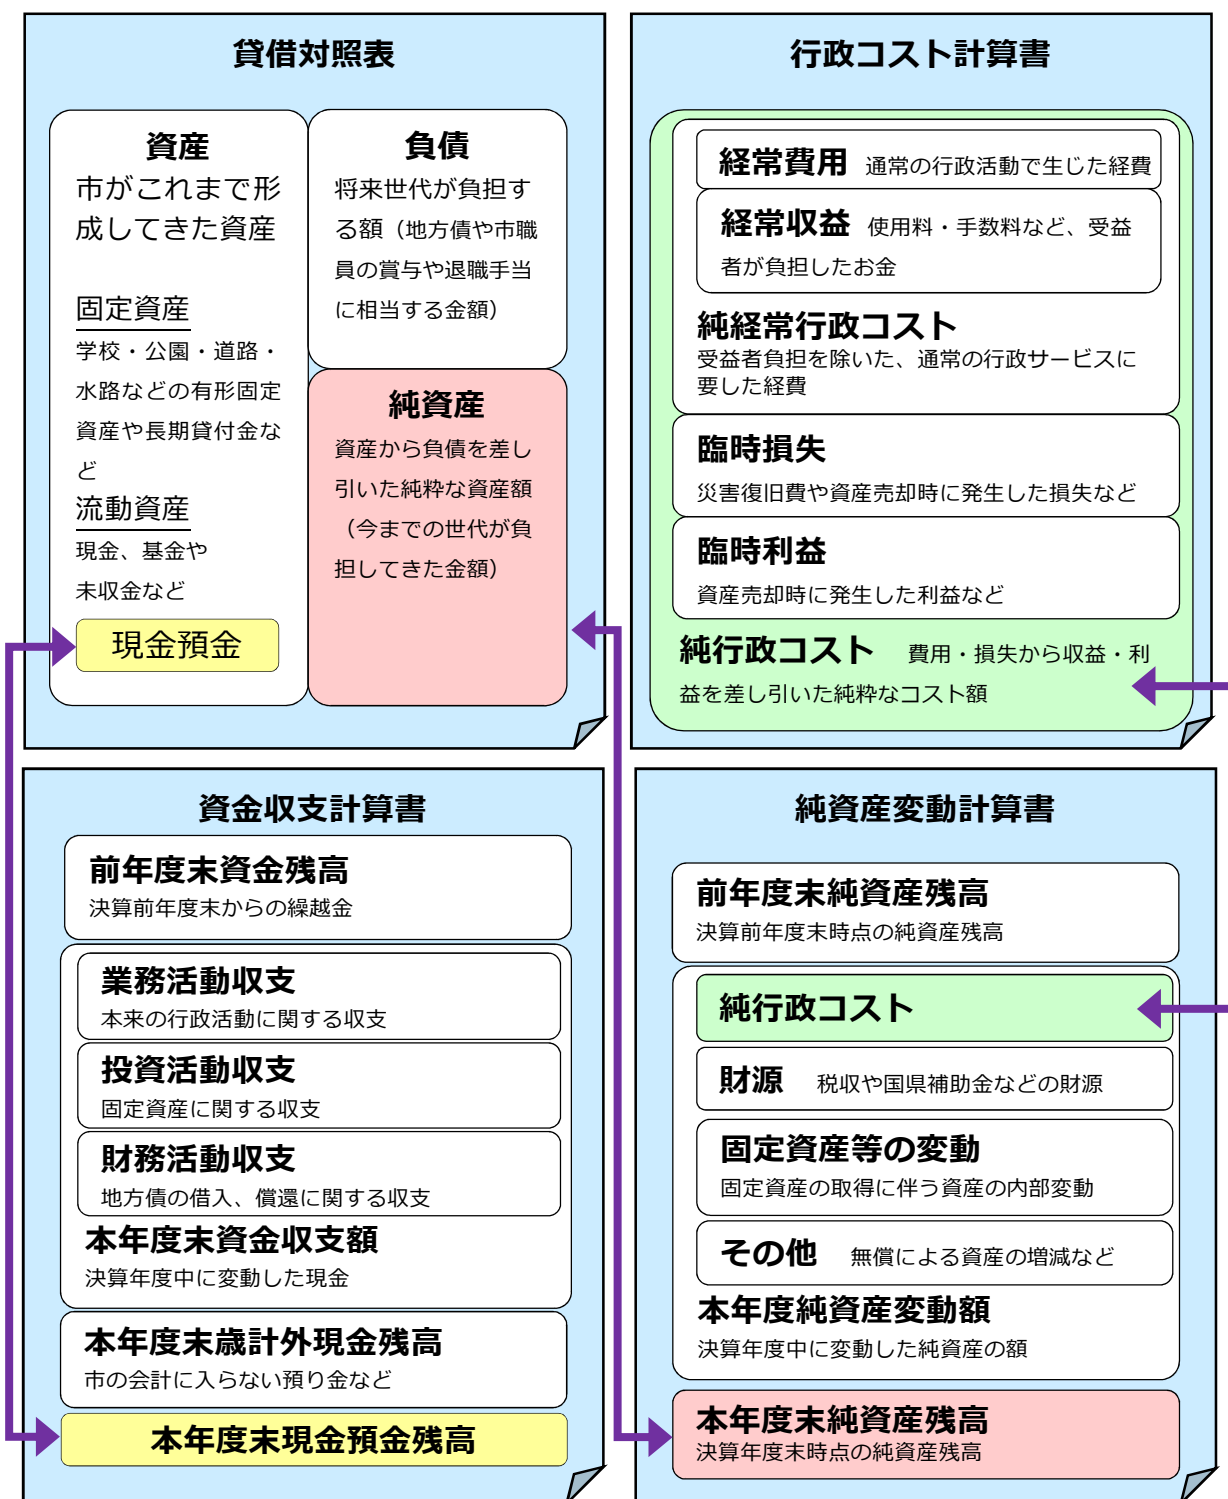 貸借対照表
資産
市がこれまで形
成してきた資産
固定資産
学校・公園・道路・
水路などの有形固定
資産や長期貸付金な
ど
流動資産
現金、基金や
未収金など
現金預金
負債
将来世代が負担す
る額（地方債や市職
員の賞与や退職手当
に相当する金額）
純資産
資産から負債を差し
引いた純粋な資産額
（今までの世代が負
担してきた金額）
行政コスト計算書
経常費用 通常の行政活動で生じた経費
経常収益 使用料・手数料など、受益
者が負担したお金
純経常行政コスト
受益者負担を除いた、通常の行政サービスに
要した経費
臨時損失
災害復旧費や資産売却時に発生した損失など
臨時利益
資産売却時に発生した利益など
純行政コスト 費用・損失から収益・利
益を差し引いた純粋なコスト額
資金収支計算書
前年度末資金残高
決算前年度末からの繰越金
業務活動収支
本来の行政活動に関する収支
投資活動収支
固定資産に関する収支
財務活動収支
地方債の借入、償還に関する収支
本年度末資金収支額
決算年度中に変動した現金
本年度末歳計外現金残高
市の会計に入らない預り金など
本年度末現金預金残高
純資産変動計算書
前年度末純資産残高
決算前年度末時点の純資産残高
純行政コスト
財源 税収や国県補助金などの財源
固定資産等の変動
固定資産の取得に伴う資産の内部変動
その他 無償による資産の増減など
本年度純資産変動額
決算年度中に変動した純資産の額
本年度末純資産残高
決算年度末時点の純資産残高